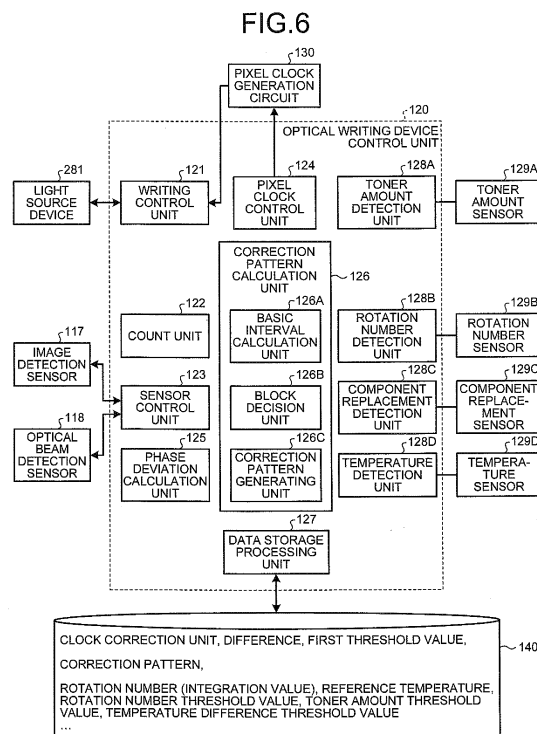 FIG.6
130
PIXEL CLOCK
GENERATION
CIRCUIT
120
OPTICAL WRITING DEVICE
CONTROL UNIT
281
LIGHT
SOURCE
DEVICE
121
WRITING
CONTROL
UNIT
124
PIXEL
CLOCK
CONTROL
UNIT
128A
TONER
AMOUNT
DETECTION
UNIT
129A
TONER
AMOUNT
SENSOR
CORRECTION
PATTERN
CALCULATION
UNIT
126
122
COUNT UNIT
126A
BASIC
INTERVAL
CALCULATION
UNIT
128B
ROTATION
NUMBER
DETECTION
UNIT
129B
ROTATION
NUMBER
SENSOR
117
IMAGE
DETECTION
SENSOR
123
SENSOR
CONTROL
UNIT
126B
BLOCK
DECISION
UNIT
128C
COMPONENT
REPLACEMENT
DETECTION
UNIT
129C
COMPONENT
REPLACE-
MENT
SENSOR
118
OPTICAL
BEAM
DETECTION
SENSOR
125
PHASE
DEVIATION
CALCULATION
UNIT
126C
CORRECTION
PATTERN
GENERATING
UNIT
128D
TEMPERATURE
DETECTION
UNIT
129D
TEMPERA-
TURE
SENSOR
127
DATA STORAGE
PROCESSING
UNIT
140
CLOCK CORRECTION UNIT, DIFFERENCE, FIRST THRESHOLD VALUE,
CORRECTION PATTERN,
ROTATION NUMBER (INTEGRATION VALUE), REFERENCE TEMPERATURE,
ROTATION NUMBER THRESHOLD VALUE, TONER AMOUNT THRESHOLD
VALUE, TEMPERATURE DIFFERENCE THRESHOLD VALUE
...